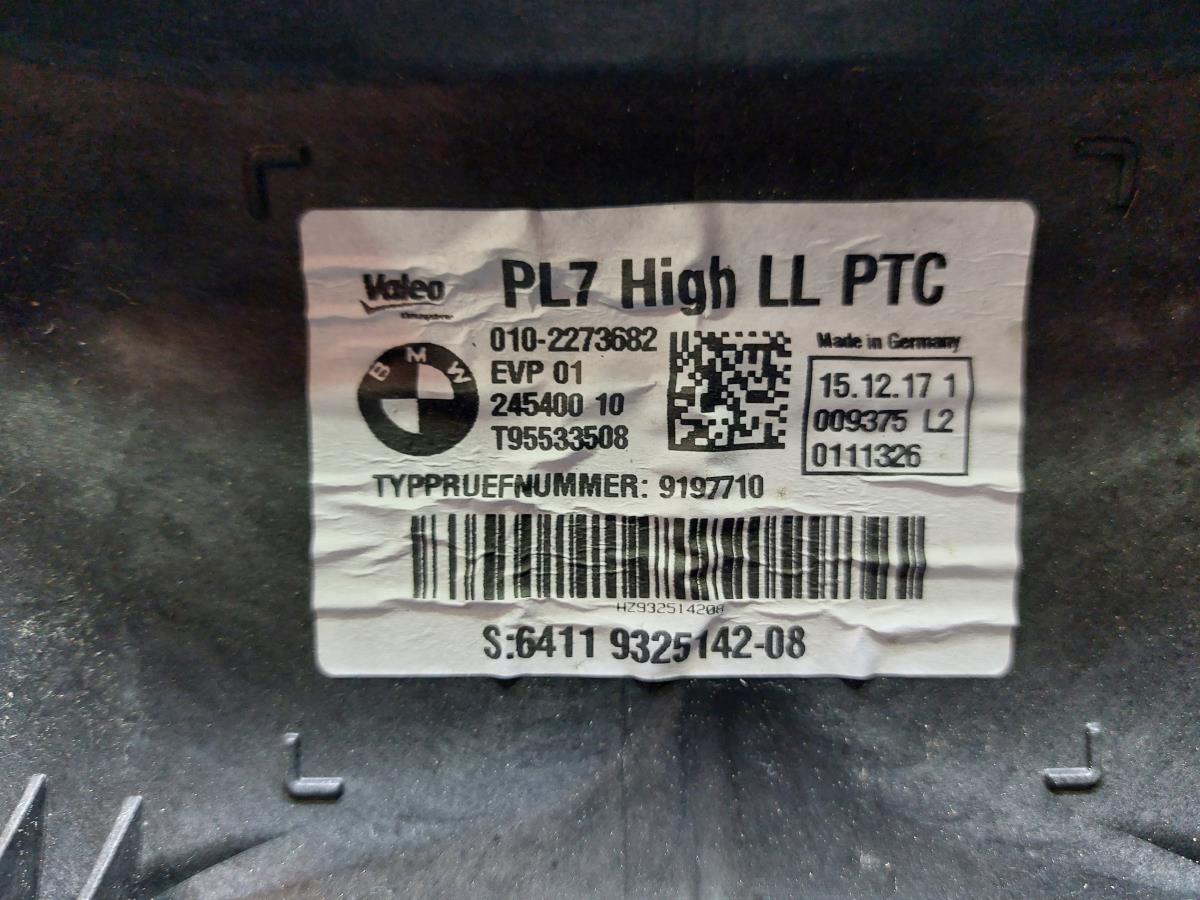 Valeo
PL7 High LL PTC
BMW
010-2273682
EVP 01
245400 10
T95533508
Made in Germany
15.12.17 1
009375 L2
0111326
TYPPRUEFNUMMER: 9197710
HZ932514208
S:6411 9325142-08